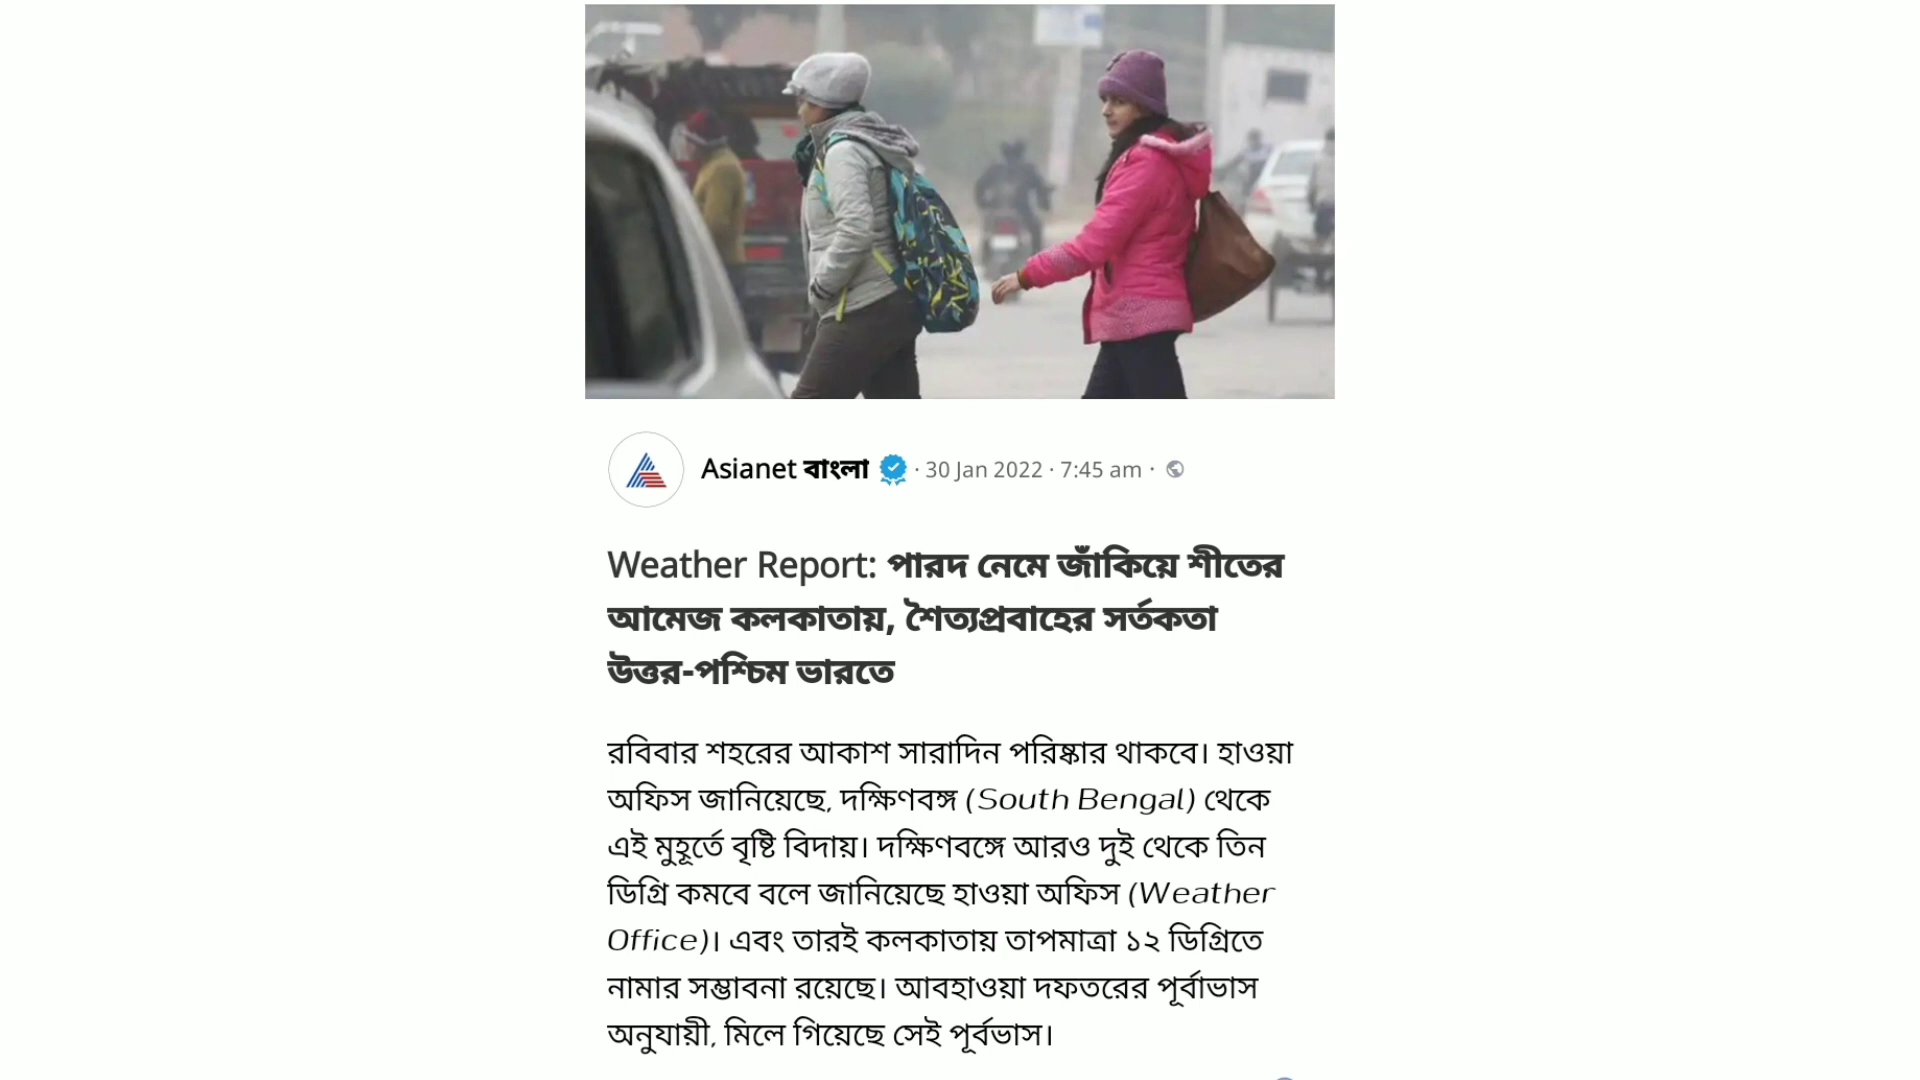 Asianet বাংলা · 30 Jan 2022 · 7:45 am ·
Weather Report: পারদ নেমে জাঁকিয়ে শীতের
আমেজ কলকাতায়, শৈত্যপ্রবাহের সর্তকতা
উত্তর-পশ্চিম ভারতে
রবিবার শহরের আকাশ সারাদিন পরিষ্কার থাকবে। হাওয়া
অফিস জানিয়েছে, দক্ষিণবঙ্গ (South Bengal) থেকে
এই মুহূর্তে বৃষ্টি বিদায়। দক্ষিণবঙ্গে আরও দুই থেকে তিন
ডিগ্রি কমবে বলে জানিয়েছে হাওয়া অফিস (Weather
Office)। এবং তারই কলকাতায় তাপমাত্রা ১২ ডিগ্রিতে
নামার সম্ভাবনা রয়েছে। আবহাওয়া দফতরের পূর্বাভাস
অনুযায়ী, মিলে গিয়েছে সেই পূর্বভাস।